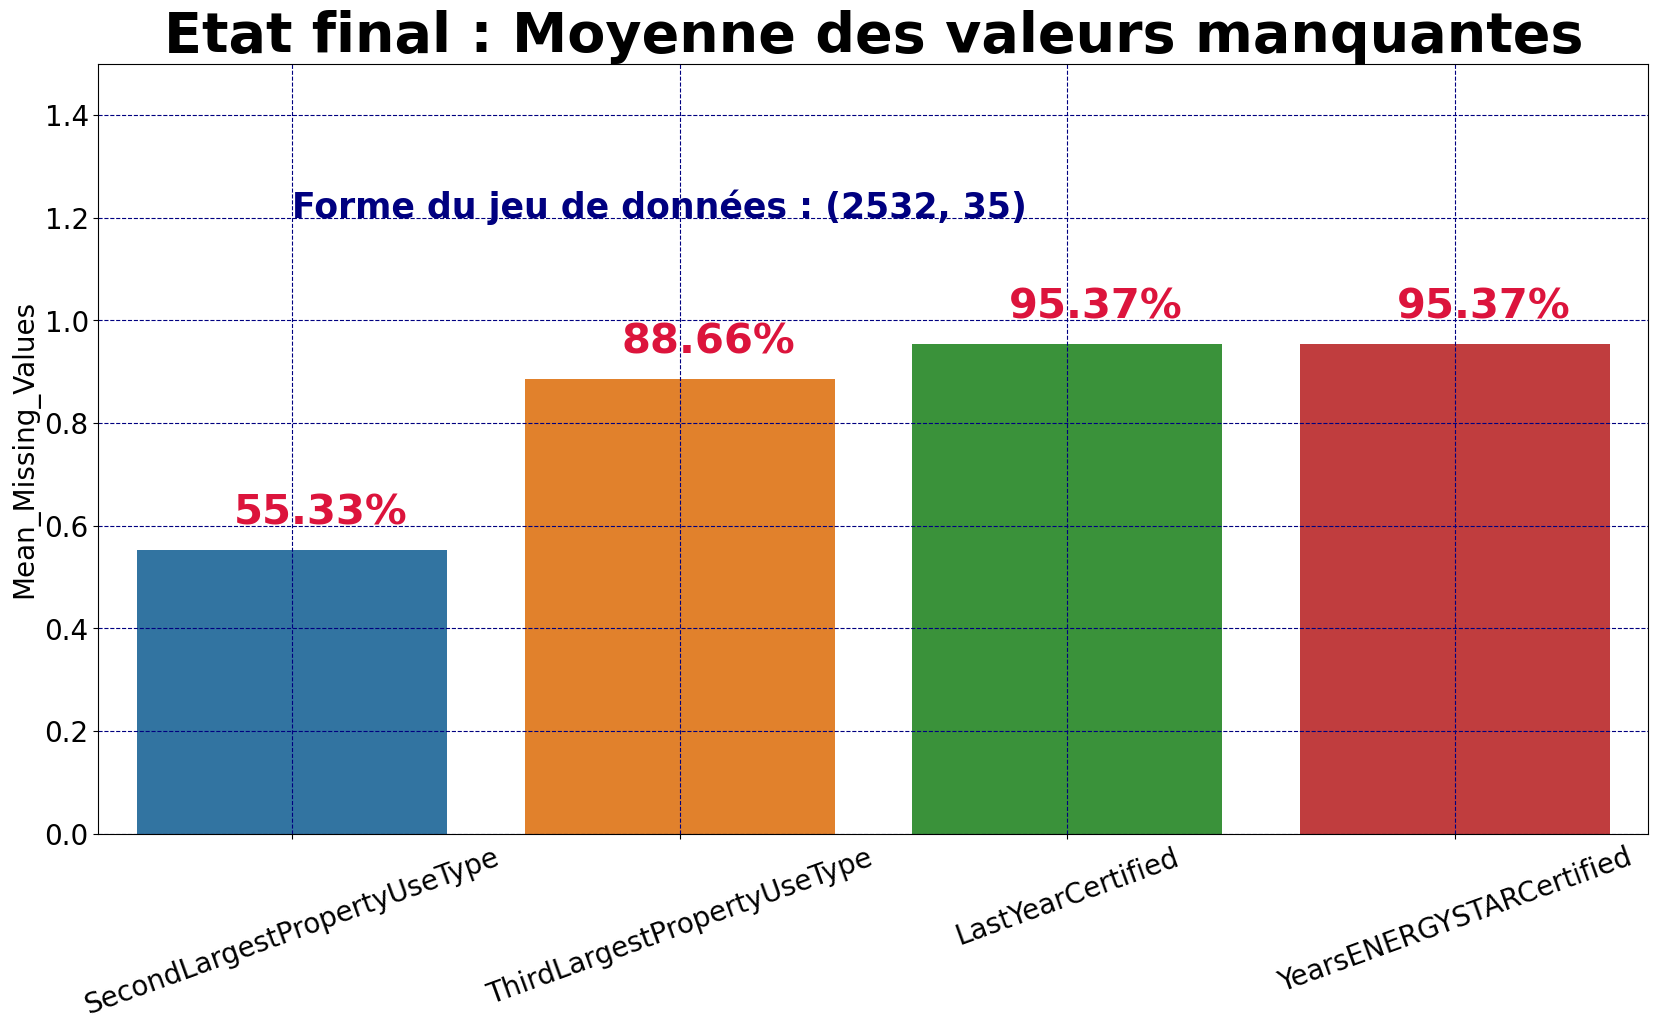 Etat final : Moyenne des valeurs manquantes
Mean_Missing_Values
1.4
1.2
1.0
0.8
0.6
0.4
0.2
0.0
Forme du jeu de données : (2532, 35)
55.33%
88.66%
95.37%
95.37%
SecondLargestPropertyUseType
ThirdLargestPropertyUseType
LastYearCertified
YearsENERGYSTARCertified